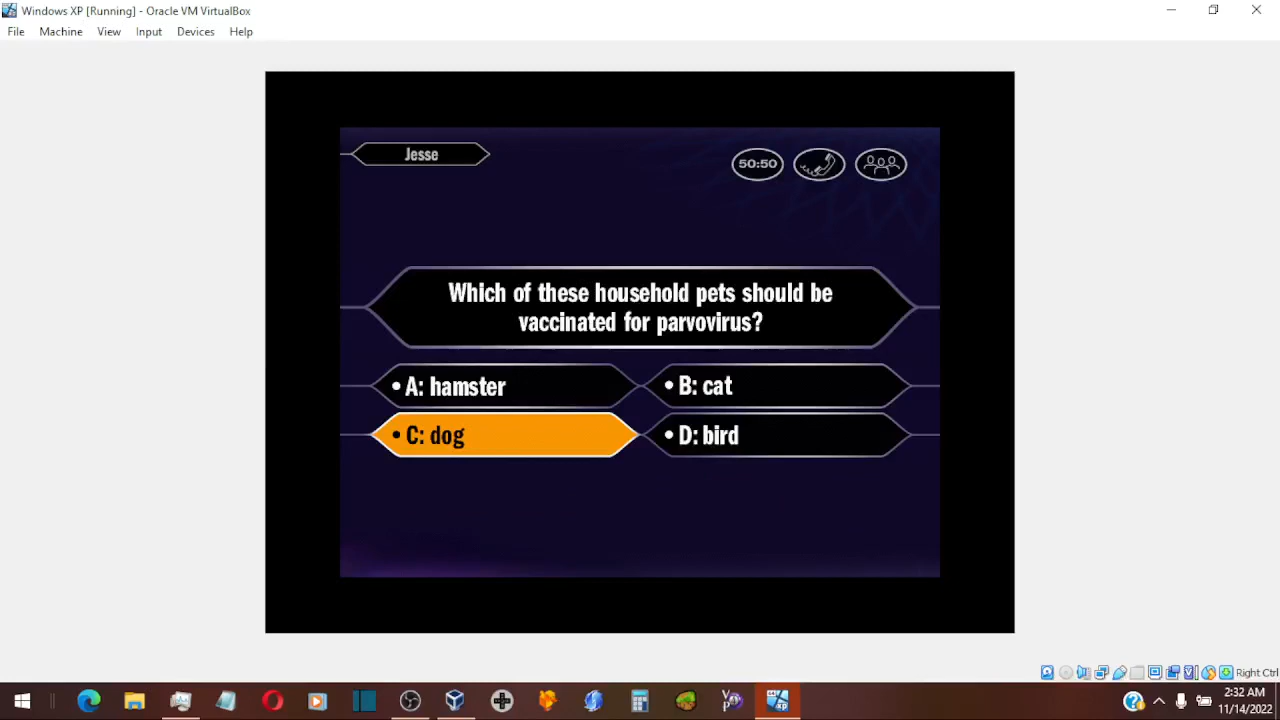 Windows XP [Running] - Oracle VM VirtualBox
File Machine View Input Devices Help
Jesse
50:50
Which of these household pets should be
vaccinated for parvovirus?
• A: hamster
• B: cat
• C: dog
• D: bird
Right Ctrl
2:32 AM
11/14/2022